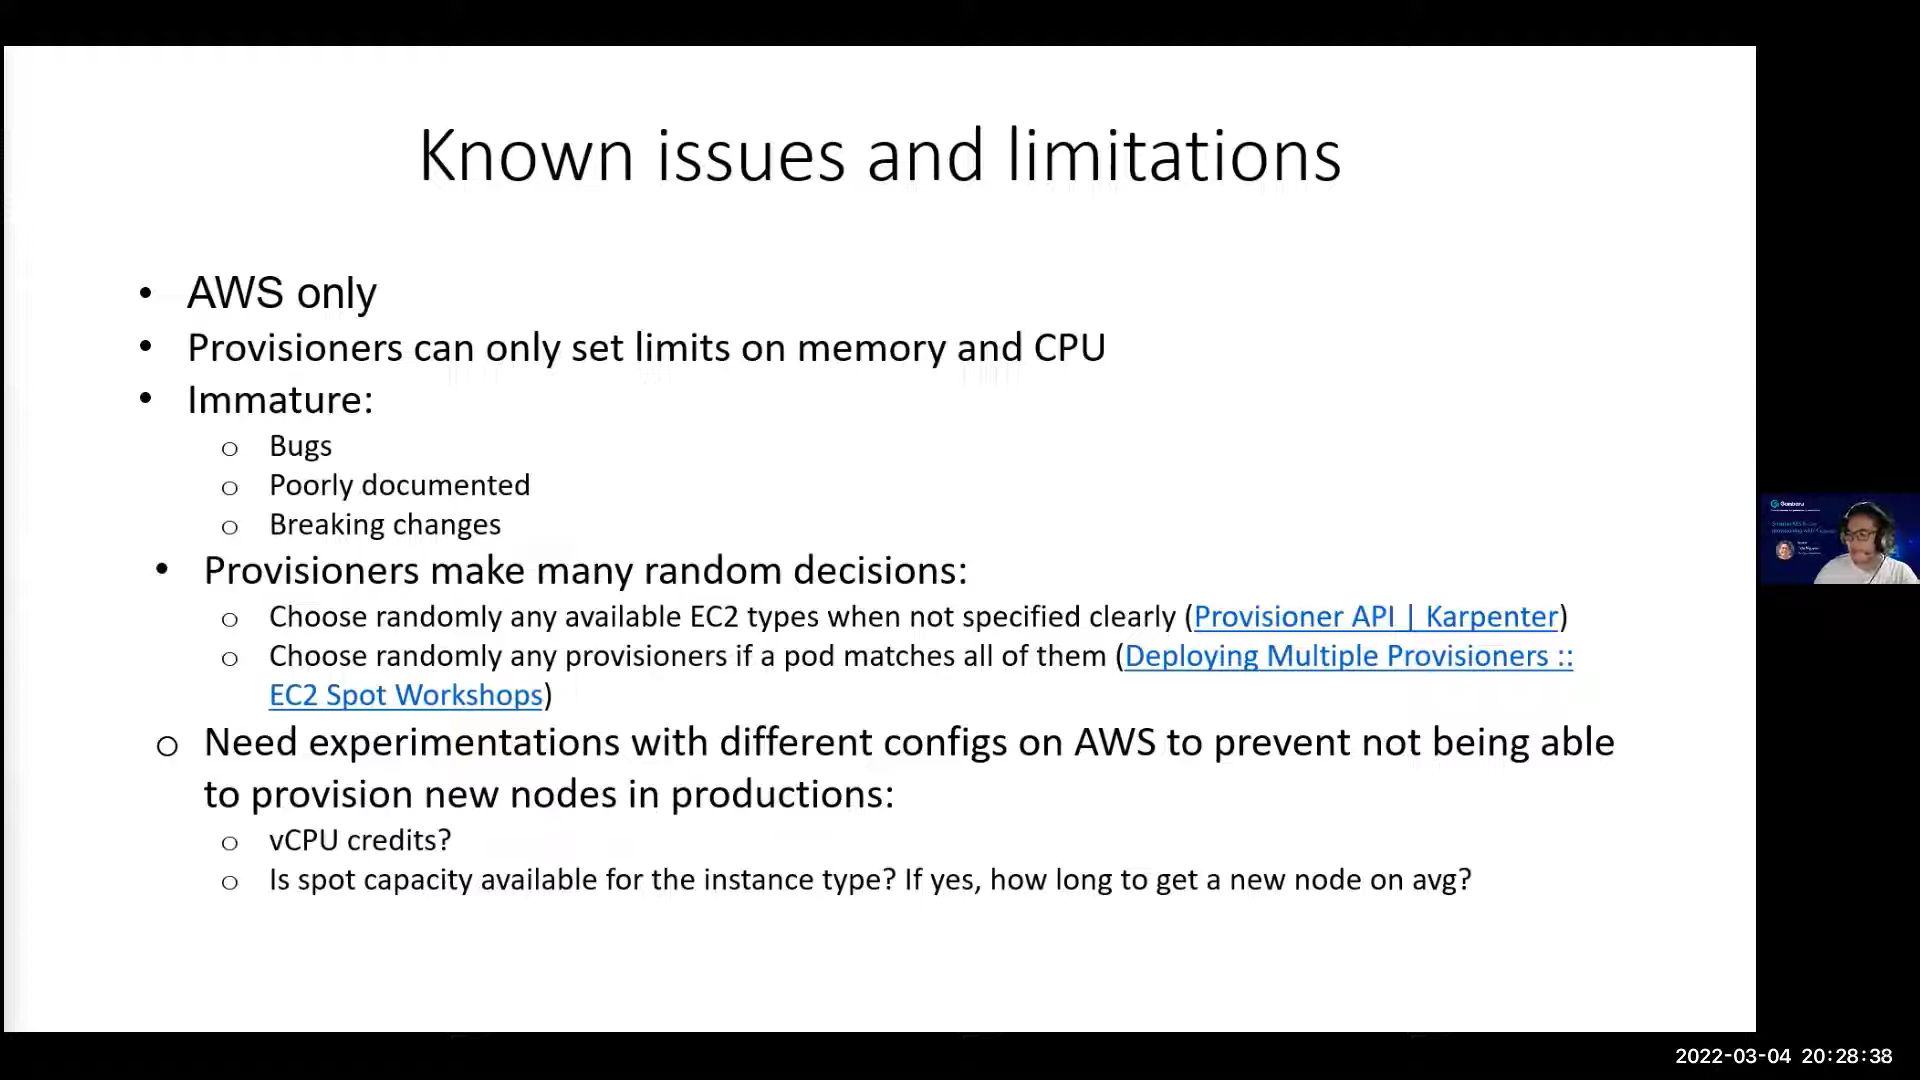 Known issues and limitations
• AWS only
• Provisioners can only set limits on memory and CPU
• Immature:
o Bugs
o Poorly documented
o Breaking changes
• Provisioners make many random decisions:
o Choose randomly any available EC2 types when not specified clearly (Provisioner API | Karpenter)
o Choose randomly any provisioners if a pod matches all of them (Deploying Multiple Provisioners ::
EC2 Spot Workshops)
o Need experimentations with different configs on AWS to prevent not being able
to provision new nodes in productions:
o vCPU credits?
o Is spot capacity available for the instance type? If yes, how long to get a new node on avg?
2022-03-04 20:28:38